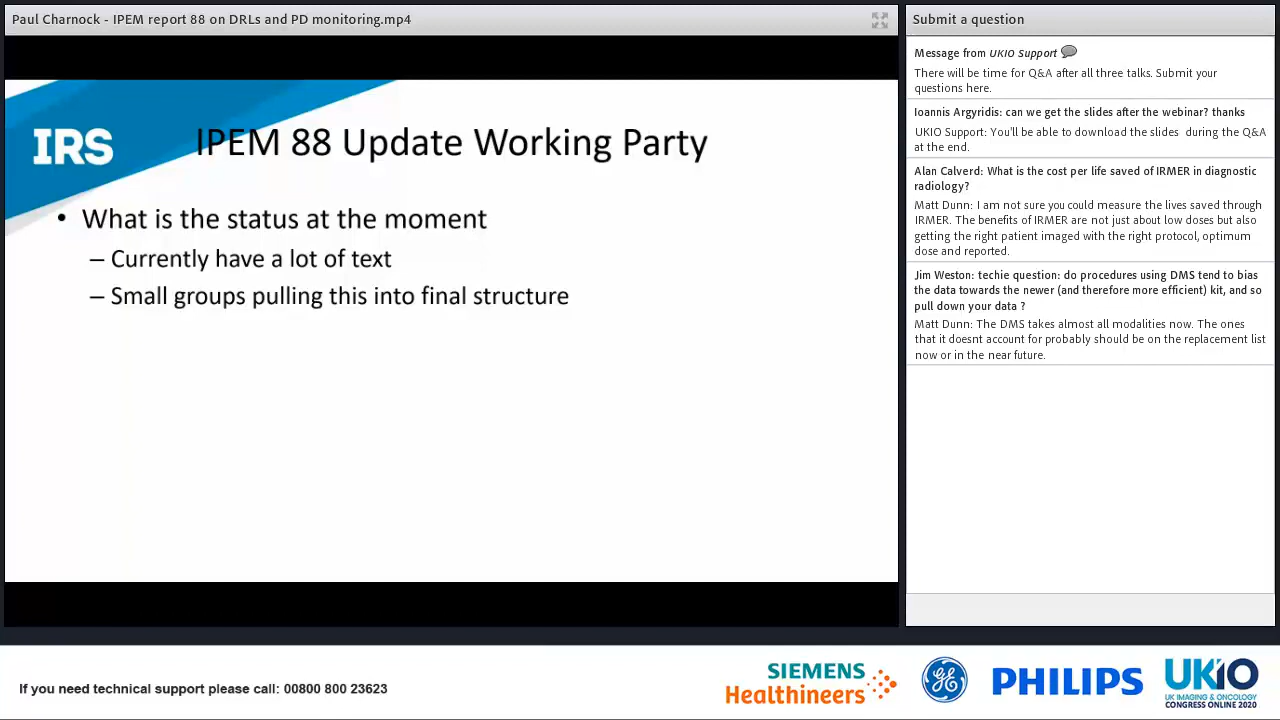 Paul Charnock - IPEM report 88 on DRLs and PD monitoring.mp4
IRS
IPEM 88 Update Working Party
• What is the status at the moment
– Currently have a lot of text
– Small groups pulling this into final structure
Submit a question
Message from UKIO Support
There will be time for Q&A after all three talks. Submit your
questions here.
Ioannis Argyridis: can we get the slides after the webinar? thanks
UKIO Support: You'll be able to download the slides during the Q&A
at the end.
Alan Calverd: What is the cost per life saved of IRMER in diagnostic
radiology?
Matt Dunn: I am not sure you could measure the lives saved through
IRMER. The benefits of IRMER are not just about low doses but also
getting the right patient imaged with the right protocol, optimum
dose and reported.
Jim Weston: techie question: do procedures using DMS tend to bias
the data towards the newer (and therefore more efficient) kit, and so
pull down your data ?
Matt Dunn: The DMS takes almost all modalities now. The ones
that it doesnt account for probably should be on the replacement list
now or in the near future.
If you need technical support please call: 00800 800 23623
SIEMENS
Healthineers
GE
PHILIPS
UKIO
UK IMAGING & ONCOLOGY
CONGRESS ONLINE 2020